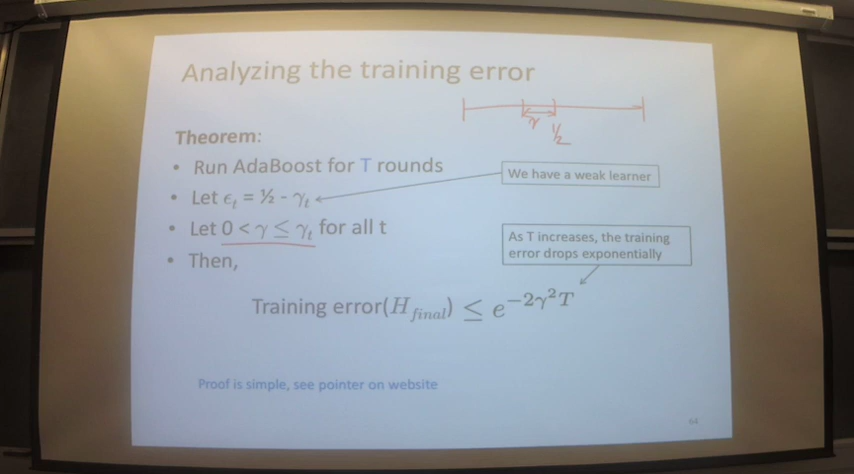 Analyzing the training error
γ
1/2
Theorem:
• Run AdaBoost for T rounds
We have a weak learner
• Let ϵt = ½ - γt
• Let 0 < γ ≤ γt for all t
As T increases, the training
error drops exponentially
• Then,
Training error(Hfinal) ≤ e^−2γ²T
Proof is simple, see pointer on website
64